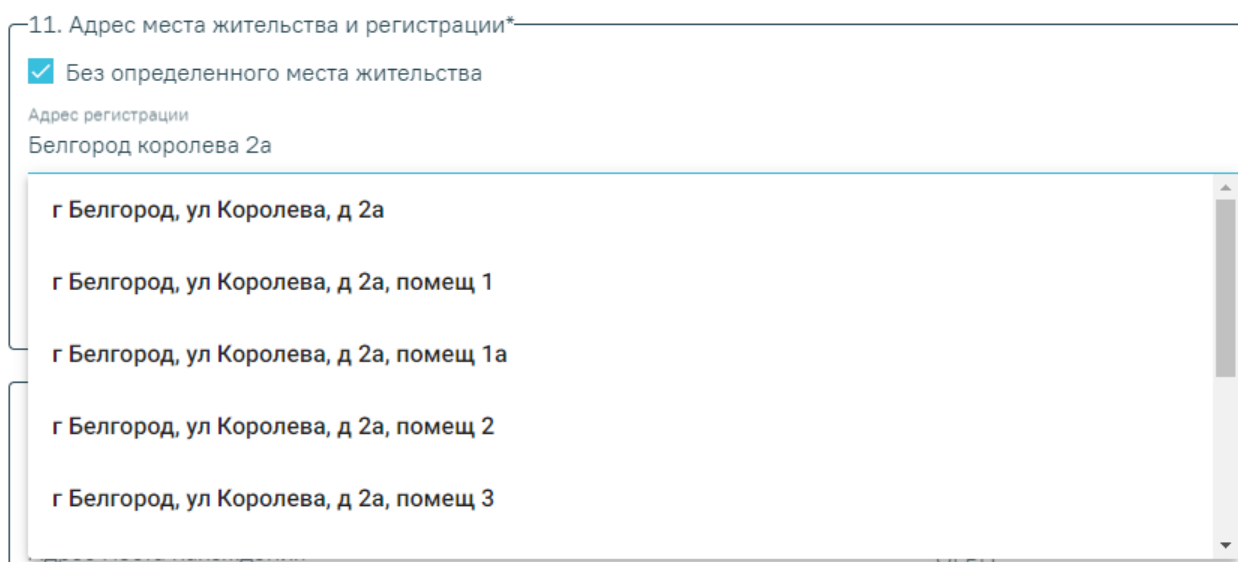 11. Адрес места жительства и регистрации*
Без определенного места жительства
Адрес регистрации
Белгород королева 2а
г Белгород, ул Королева, д 2а
г Белгород, ул Королева, д 2а, помещ 1
г Белгород, ул Королева, д 2а, помещ 1а
г Белгород, ул Королева, д 2а, помещ 2
г Белгород, ул Королева, д 2а, помещ 3